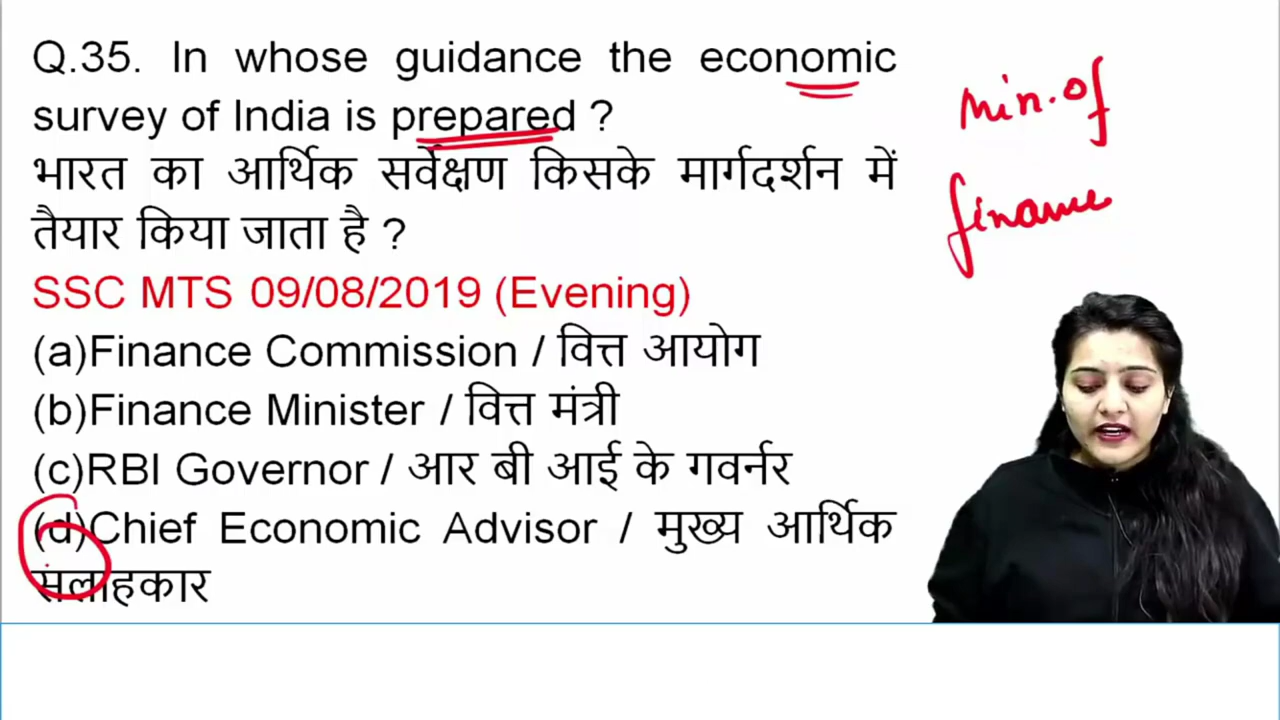 Q.35. In whose guidance the economic
survey of India is prepared ?
भारत का आर्थिक सर्वेक्षण किसके मार्गदर्शन में
तैयार किया जाता है ?
SSC MTS 09/08/2019 (Evening)
(a)Finance Commission / वित्त आयोग
(b)Finance Minister / वित्त मंत्री
(c)RBI Governor / आर बी आई के गवर्नर
(d)Chief Economic Advisor / मुख्य आर्थिक
सलाहकार
Min. of
finance